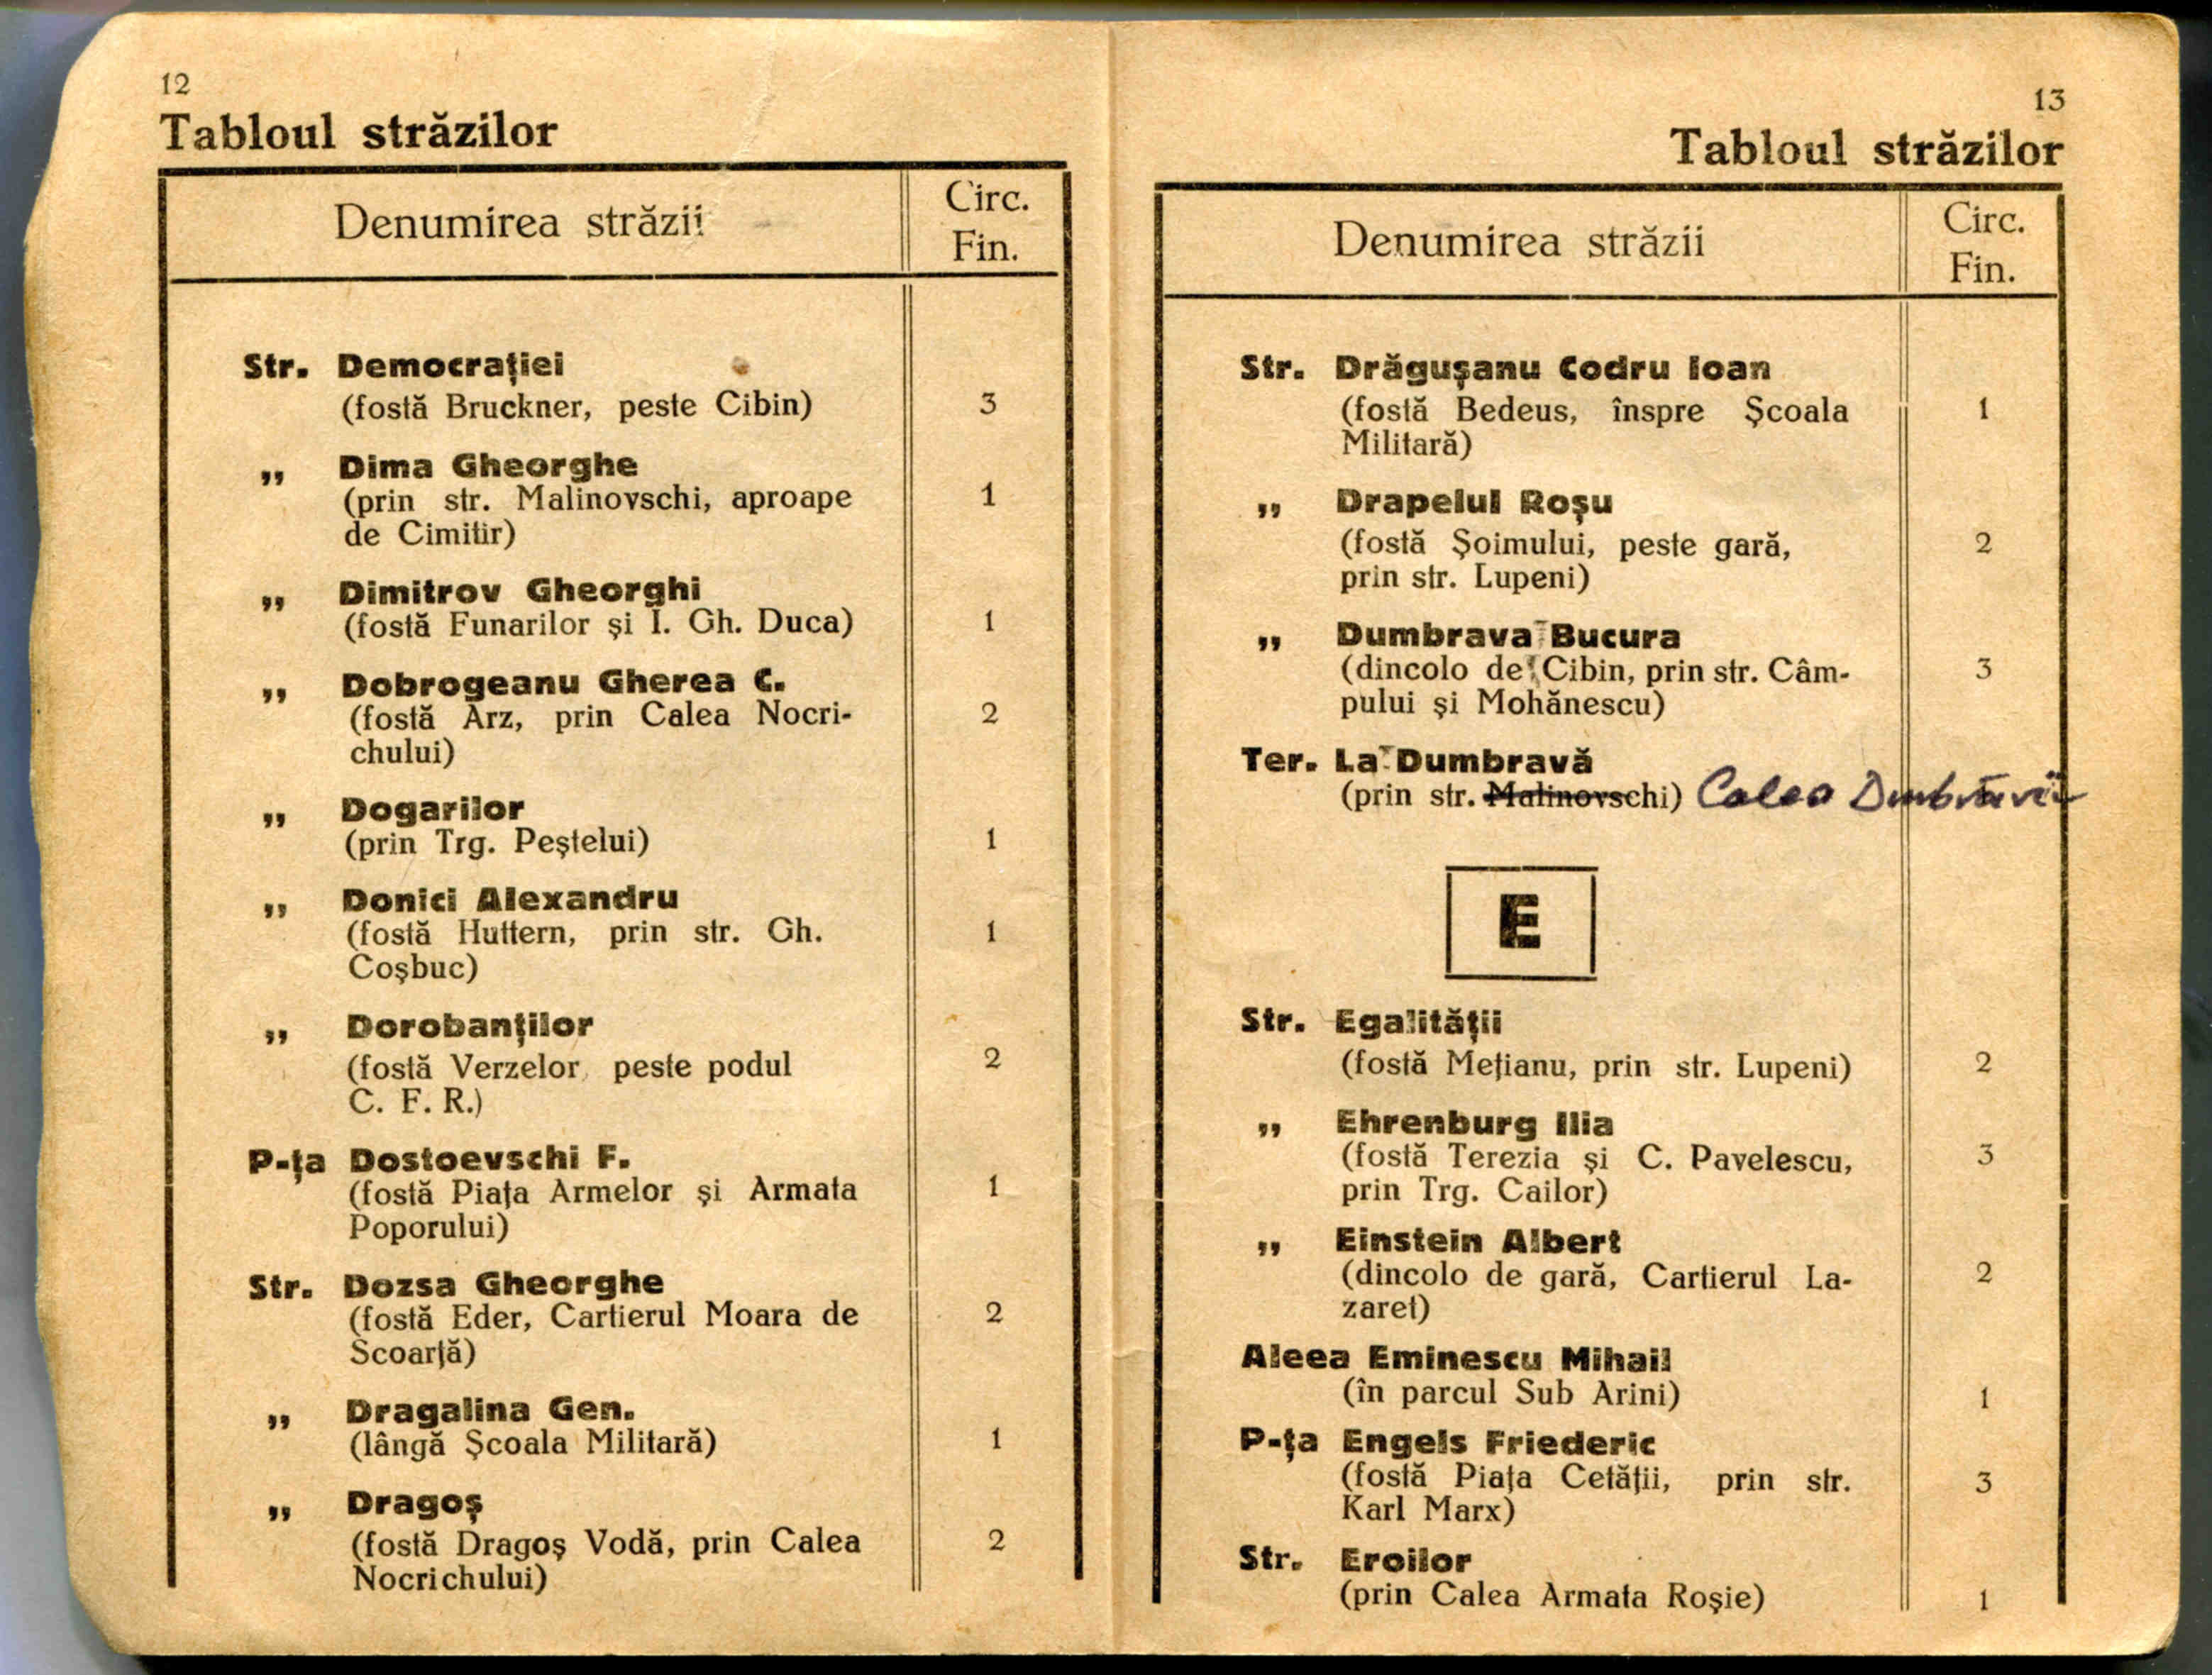 12
Tabloul străzilor
Denumirea străzii
Circ.
Fin.
Str. Democraţiei
(fostă Bruckner, peste Cibin) 3
„ Dima Gheorghe
(prin str. Malinovschi, aproape 1
de Cimitir)
„ Dimitrov Gheorghi
(fostă Funarilor şi I. Gh. Duca) 1
„ Dobrogeanu Gherea C.
(fostă Arz, prin Calea Nocri- 2
chului)
„ Dogarilor
(prin Trg. Peştelui) 1
„ Donici Alexandru
(fostă Huttern, prin str. Gh. 1
Coşbuc)
„ Dorobanţilor
(fostă Verzelor, peste podul 2
C. F. R.)
P-ţa Dostoevschi F.
(fostă Piaţa Armelor şi Armata 1
Poporului)
Str. Dozsa Gheorghe
(fostă Eder, Cartierul Moara de 2
Scoarţă)
„ Dragalina Gen.
(lângă Şcoala Militară) 1
„ Dragoş
(fostă Dragoş Vodă, prin Calea 2
Nocrichului)
13
Tabloul străzilor
Denumirea străzii
Circ.
Fin.
Str. Drăguşanu Codru Ioan
(fostă Bedeus, înspre Şcoala 1
Militară)
„ Drapelul Roşu
(fostă Şoimului, peste gară, 2
prin str. Lupeni)
„ Dumbrava Bucura
(dincolo de Cibin, prin str. Câm- 3
pului şi Mohănescu)
Ter. La Dumbravă
(prin str. Malinovschi) Calea Dumbrăvii
E
Str. Egalităţii
(fostă Meţianu, prin str. Lupeni) 2
„ Ehrenburg Ilia
(fostă Terezia şi C. Pavelescu, 3
prin Trg. Cailor)
„ Einstein Albert
(dincolo de gară, Cartierul La- 2
zaret)
Aleea Eminescu Mihail
(în parcul Sub Arini) 1
P-ţa Engels Friederic
(fostă Piaţa Cetăţii, prin str. 3
Karl Marx)
Str. Eroilor
(prin Calea Armata Roşie) 1